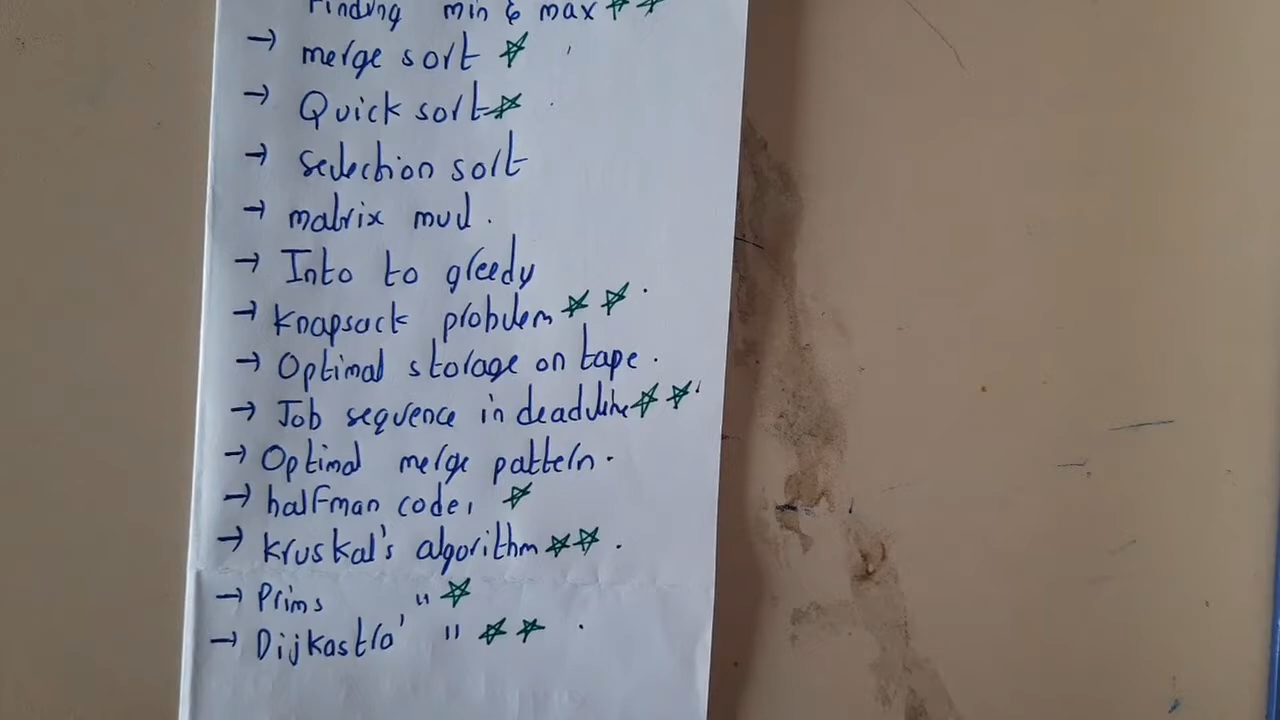 Finding min & max
→ merge sort
→ Quick sort
→ selection sort
→ matrix mul.
→ Into to greedy
→ Knapsack problem
→ Optimal storage on tape.
→ Job sequence in deadline
→ Optimal merge pattern.
→ halfman code,
→ Kruskal's algorithm
→ Prims "
→ Dijkastra' "